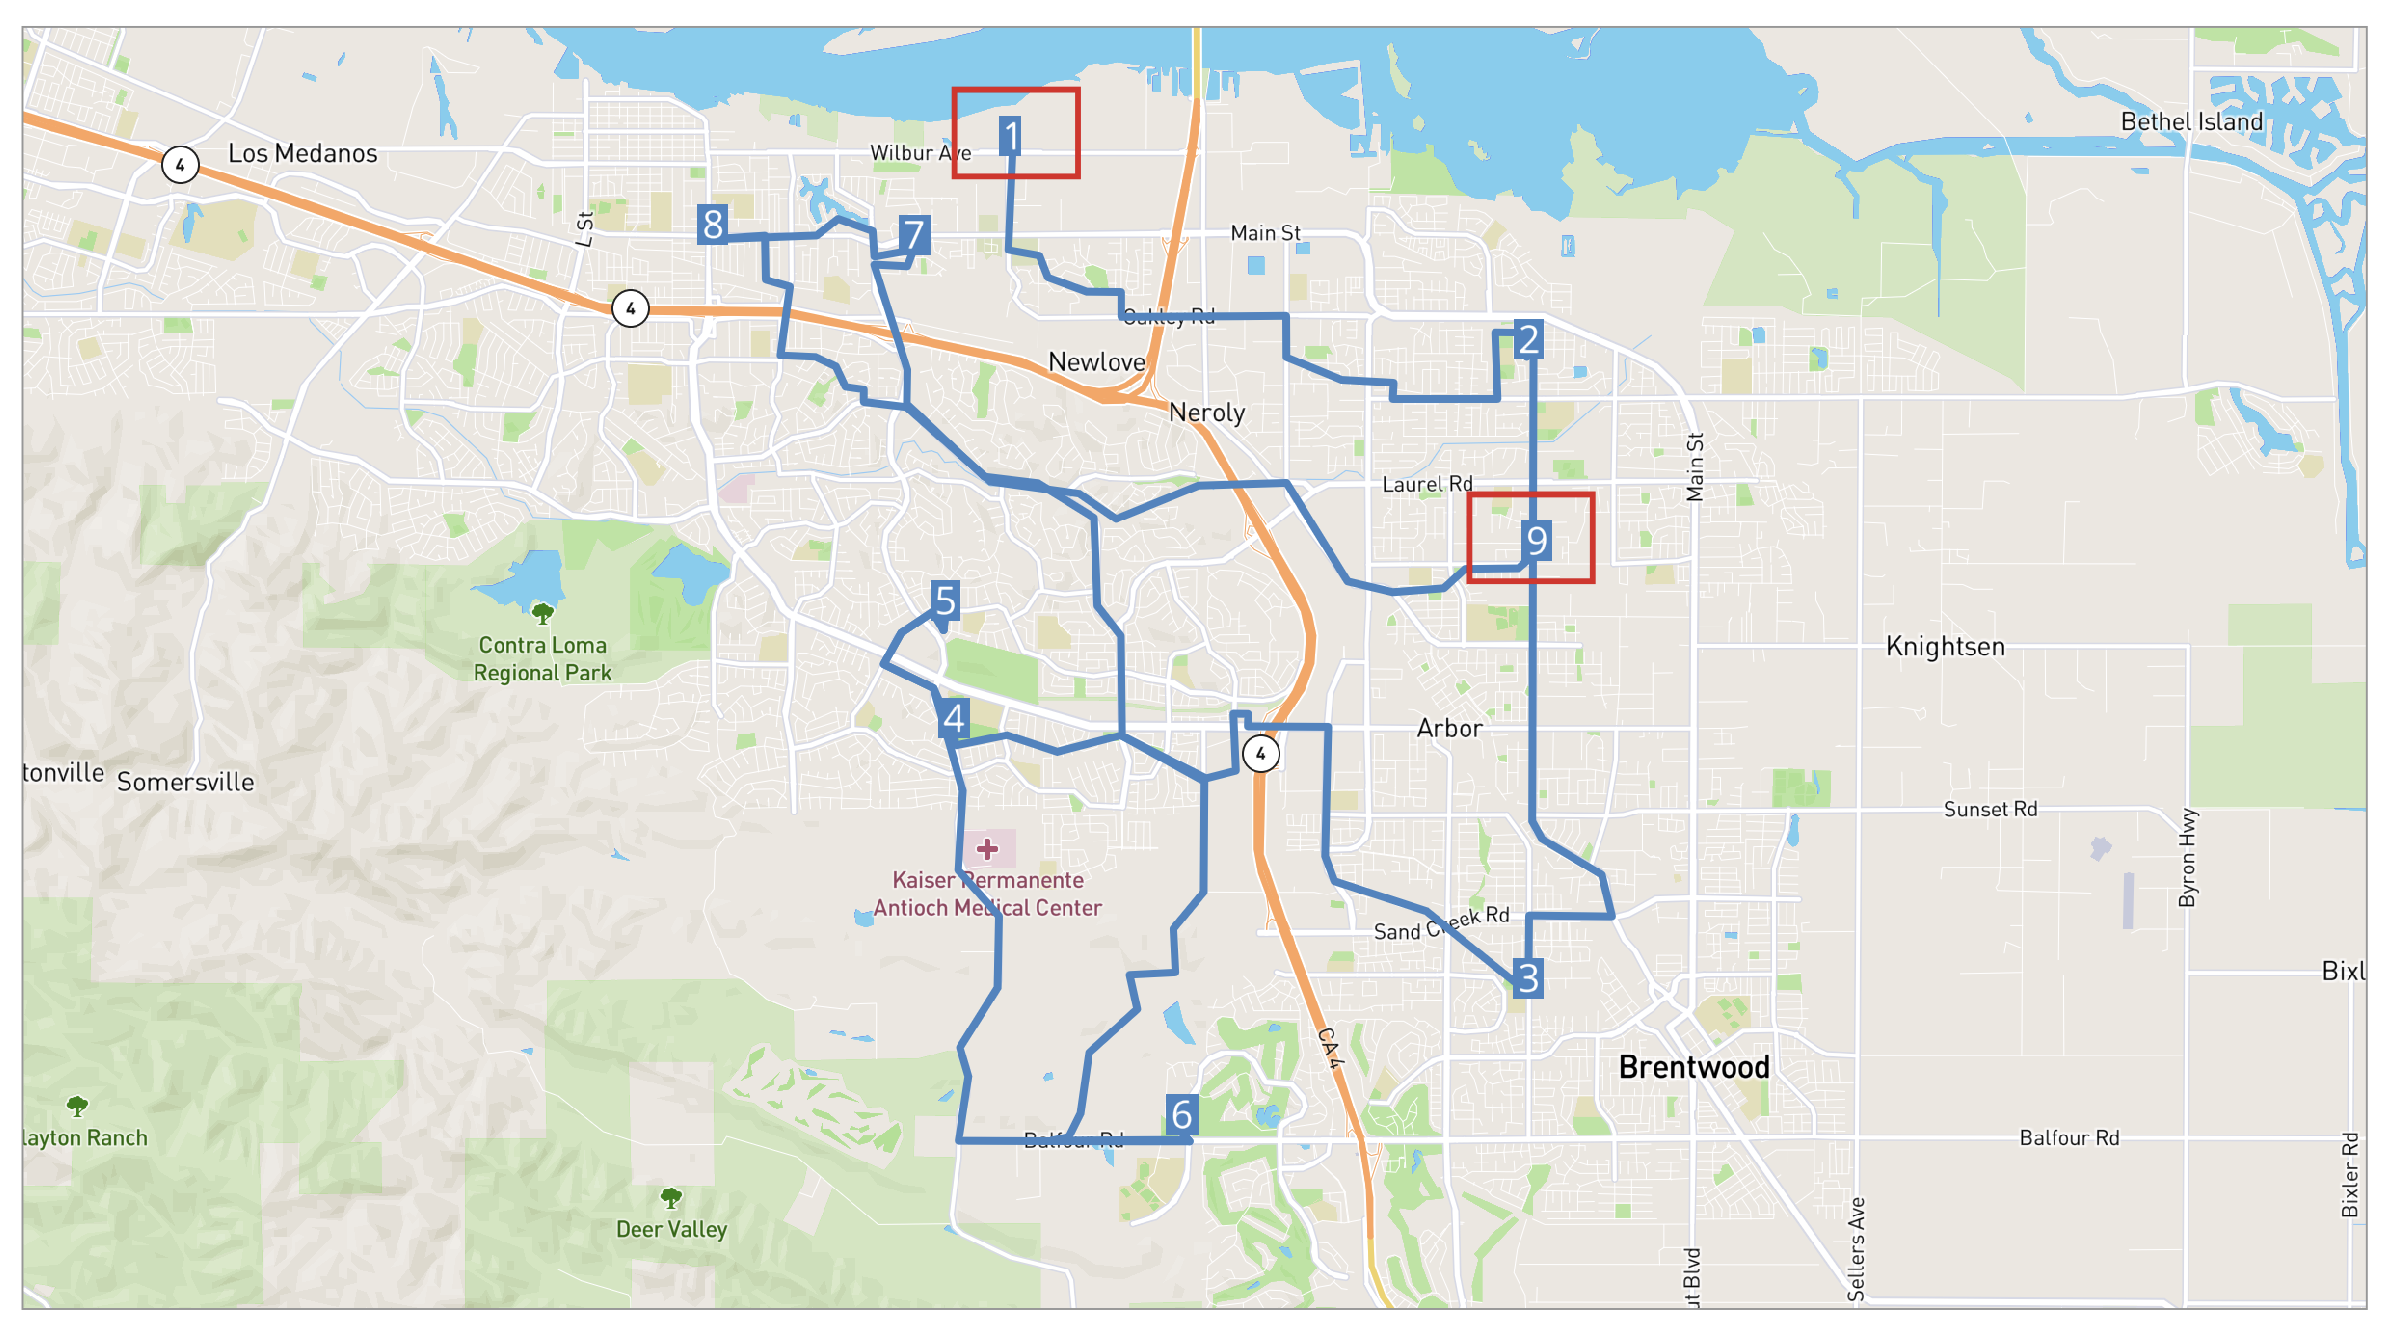 1
Bethel Island
Los Medanos
4
Wilbur Ave
8
7
L St
Main St
4
Oakley Rd
2
Newlove
Neroly
Main St
Laurel Rd
9
5
Contra Loma
Regional Park
Knightsen
4
Arbor
4
tonville
Somersville
Sunset Rd
Byron Hwy
Kaiser Permanente
Antioch Medical Center
Sand Creek Rd
3
Bixl
CA 4
Brentwood
6
layton Ranch
Balfour Rd
Balfour Rd
Bixler Rd
Deer Valley
Sellers Ave
ut Blvd